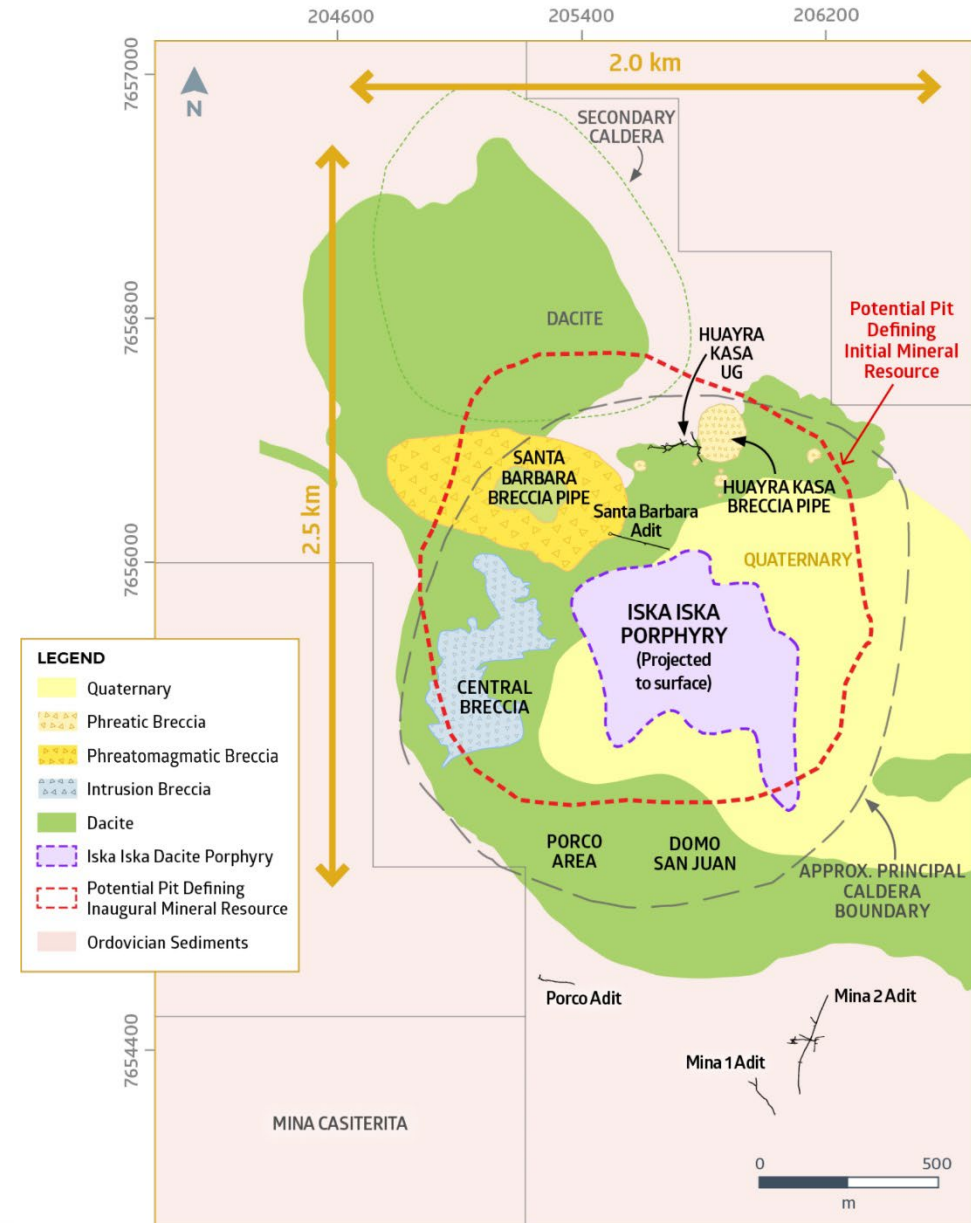 204600
205400
206200
7657000
2.0 km
N
SECONDARY
CALDERA
7656800
DACITE
HUAYRA
KASA
UG
Potential Pit
Defining
Initial Mineral
Resource
2.5 km
SANTA
BARBARA
BRECCIA PIPE
HUAYRA KASA
BRECCIA PIPE
Santa Barbara
Adit
7656000
QUATERNARY
ISKA ISKA
PORPHYRY
(Projected
to surface)
CENTRAL
BRECCIA
LEGEND
Quaternary
Phreatic Breccia
Phreatomagmatic Breccia
Intrusion Breccia
Dacite
Iska Iska Dacite Porphyry
Potential Pit Defining
Inaugural Mineral Resource
Ordovician Sediments
PORCO
AREA
DOMO
SAN JUAN
APPROX. PRINCIPAL
CALDERA
BOUNDARY
Porco Adit
Mina 2 Adit
7654400
Mina 1 Adit
MINA CASITERITA
0
500
m